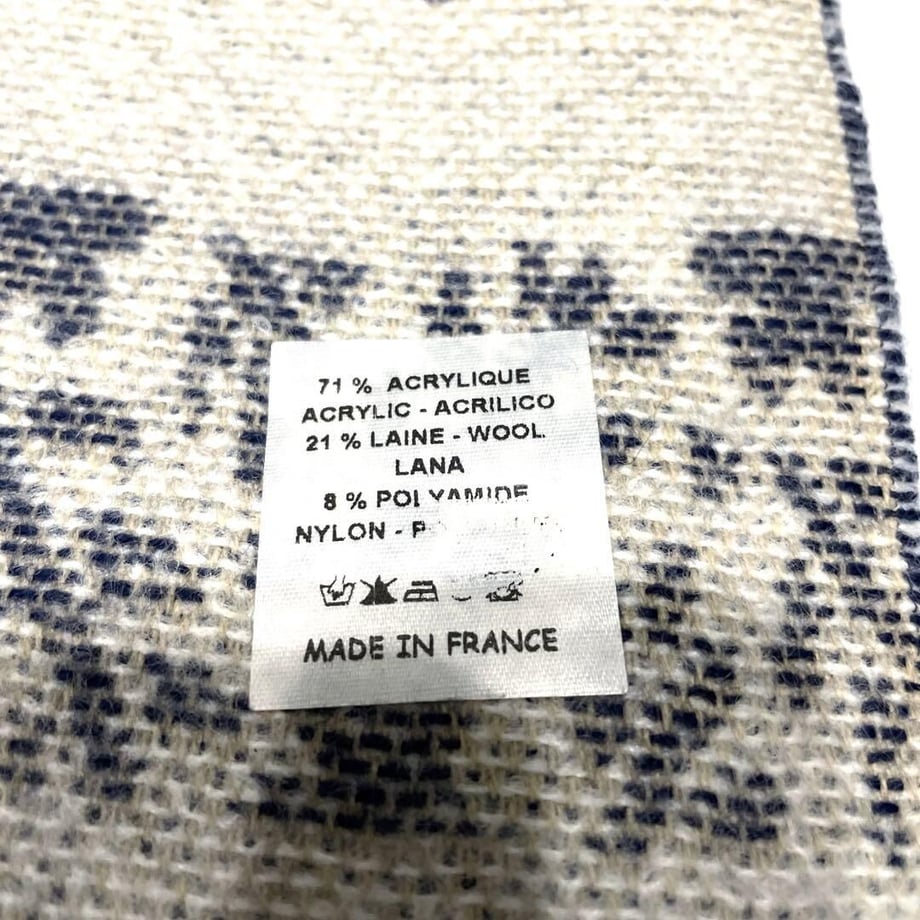 71 % ACRYLIQUE
ACRYLIC - ACRILICO
21 % LAINE - WOOL
LANA
8 % POLYAMIDE
NYLON -
MADE IN FRANCE